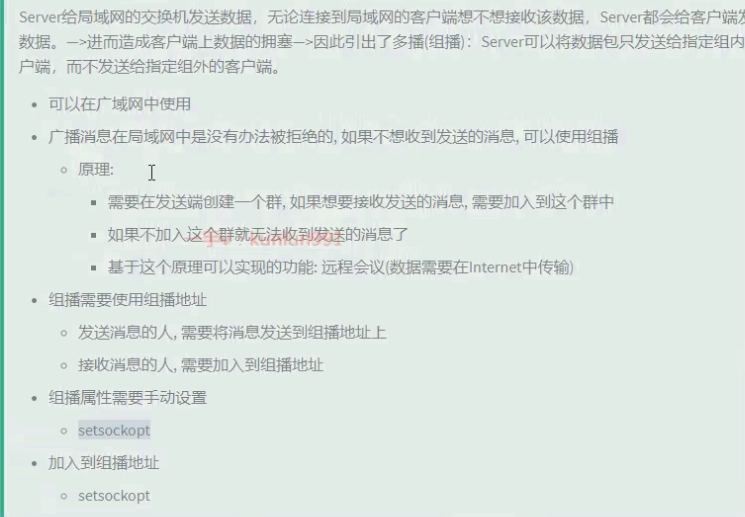 Server给局域网的交换机发送数据，无论连接到局域网的客户端想不想接收该数据，Server都会给客户端发
数据。—>进而造成客户端上数据的拥塞—>因此引出了多播(组播)：Server可以将数据包只发送给指定组内
户端，而不发送给指定组外的客户端。
可以在广域网中使用
广播消息在局域网中是没有办法被拒绝的, 如果不想收到发送的消息, 可以使用组播
原理:
需要在发送端创建一个群, 如果想要接收发送的消息, 需要加入到这个群中
如果不加入这个群就无法收到发送的消息了
基于这个原理可以实现的功能: 远程会议(数据需要在Internet中传输)
组播需要使用组播地址
发送消息的人, 需要将消息发送到组播地址上
接收消息的人, 需要加入到组播地址
组播属性需要手动设置
setsockopt
加入到组播地址
setsockopt